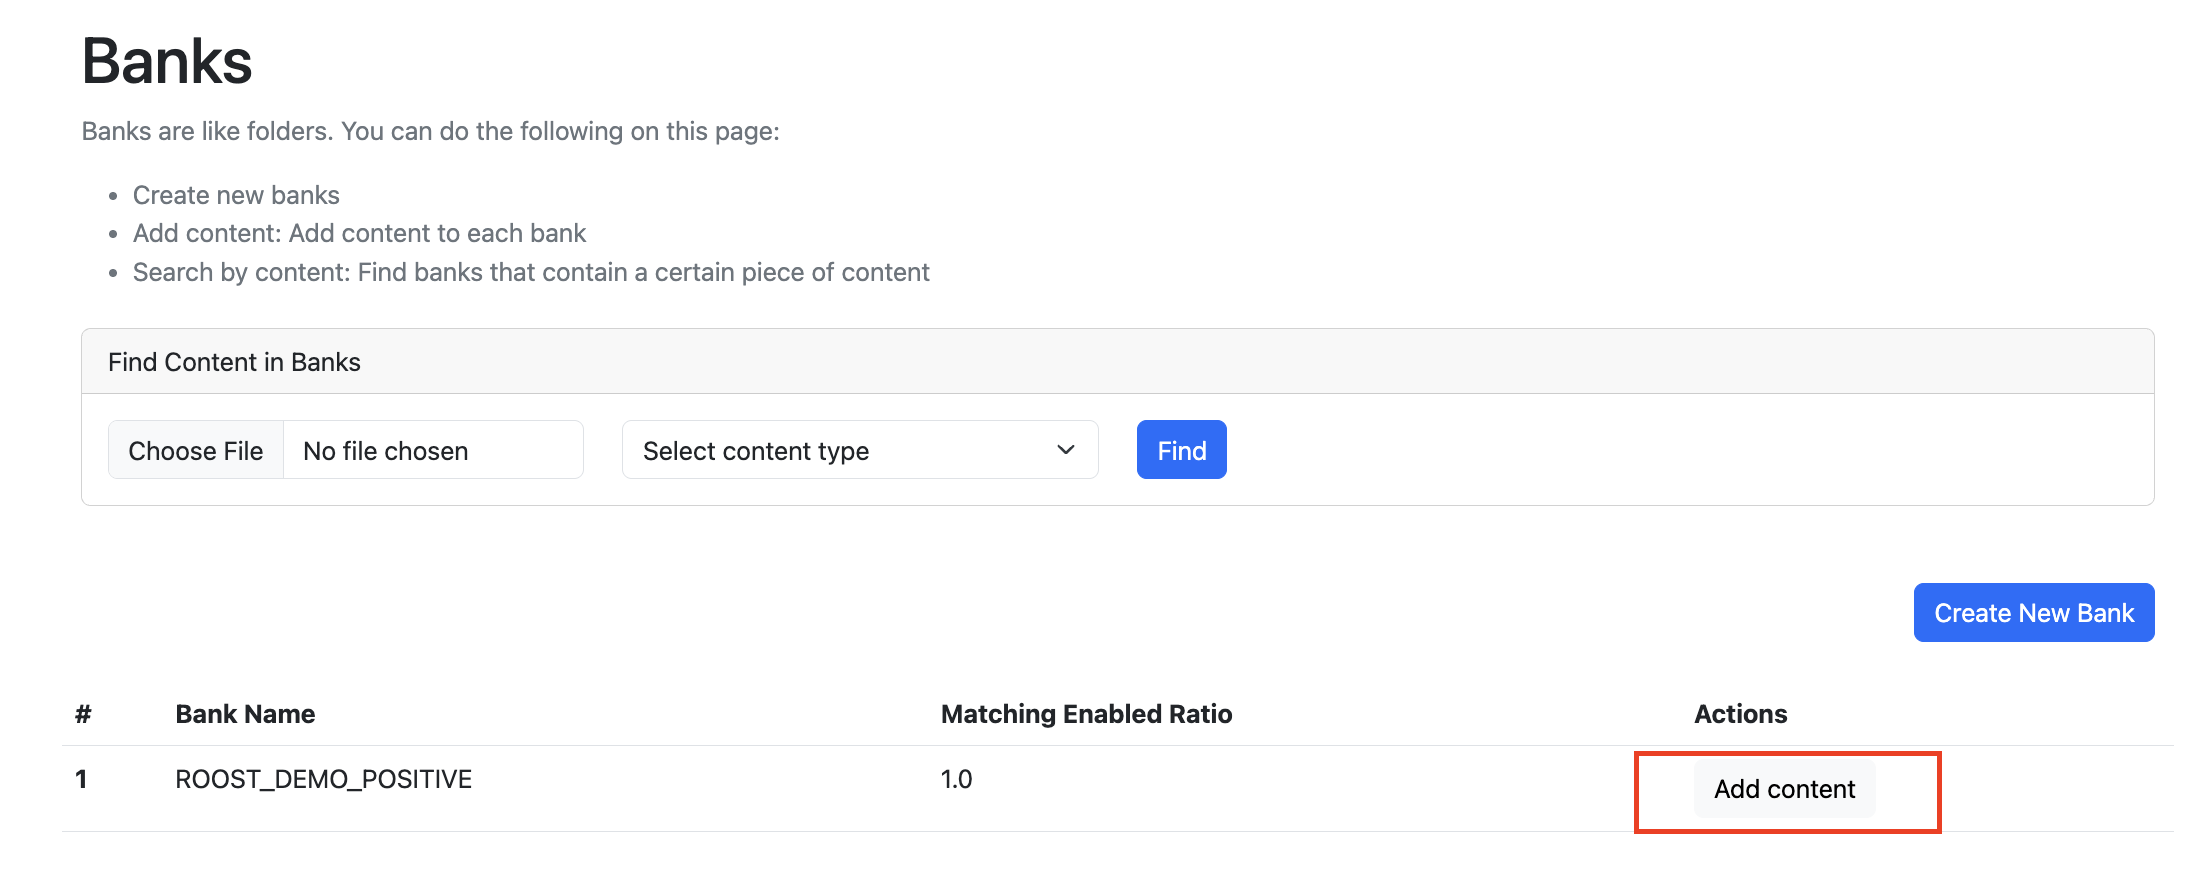 Banks
Banks are like folders. You can do the following on this page:
Create new banks
Add content: Add content to each bank
Search by content: Find banks that contain a certain piece of content
Find Content in Banks
Choose File No file chosen Select content type Find
Create New Bank
# Bank Name Matching Enabled Ratio Actions
1 ROOST_DEMO_POSITIVE 1.0 Add content